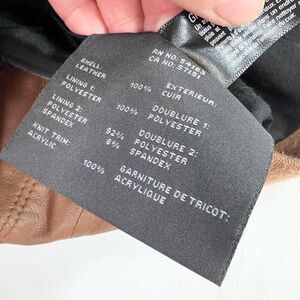 RN NO. 54163
CA NO. 57151
SHELL: EXTERIEUR:
LEATHER 100% CUIR
LINING 1: DOUBLURE 1:
POLYESTER 100% POLYESTER
LINING 2: DOUBLURE 2:
POLYESTER 92% POLYESTER
SPANDEX 8% SPANDEX
KNIT TRIM: GARNITURE DE TRICOT:
ACRYLIC 100% ACRYLIQUE